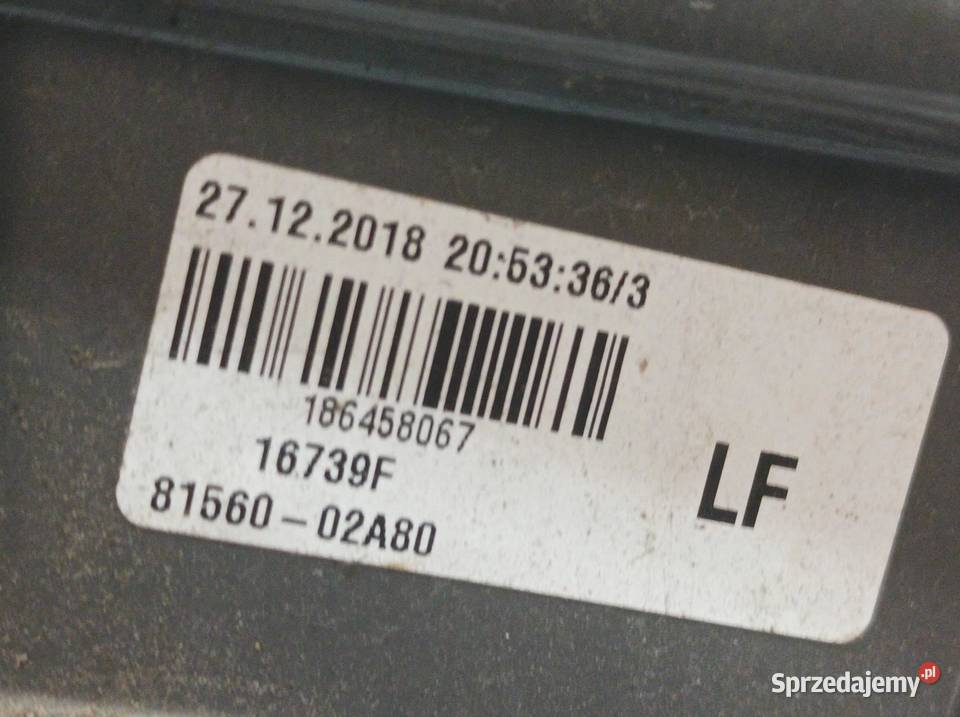 27.12.2018 20:53:36/3
186458067
16739F
81560-02A80
LF
Sprzedajemy.pl